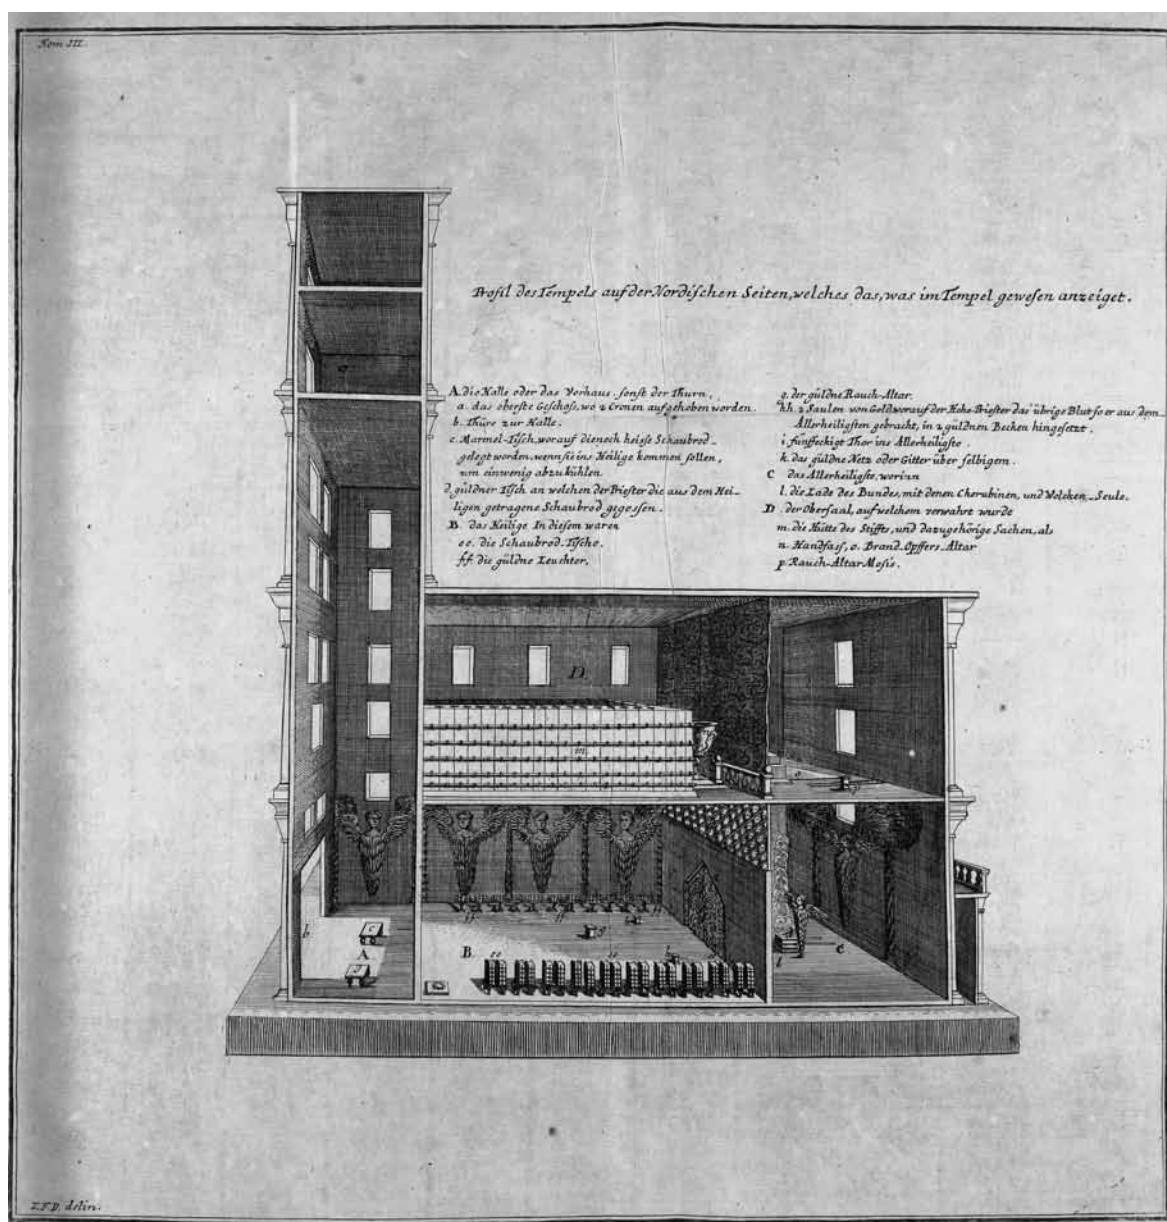 Nom III.
Profil des Tempels auf der Nordischen Seiten, welches das, was im Tempel gewesen anzeiget.
A. die Halle oder das Vorhaus sonst der Thurn,
a. das oberste Geschoss, wo 2 Cronen aufgehoben worden.
b. Thüre zur Halle.
c. Marmel-Tisch, worauf die noch heisse Schaubrod-
gelegt worden, wenn sie ins Heilige kommen sollen,
um ein wenig abzukühlen
d. güldner Tisch an welchen der Priester die aus dem Hei-
ligen getragene Schaubrod gegessen.
B das Heilige In diesem waren
ee. die Schaubrod-Tische.
ff. die güldne Leuchter.
g. der güldne Rauch-Altar.
hh. 2 Saulen von Gold worauf der Hohe-Priester das übrige Blut so er aus dem
Allerheiligsten gebracht, in 2 guldnen Becken hingesetzt.
i. funffeckigt Thor ins Allerheiligste.
k. das güldne Netz oder Gitter über selbigem.
C das Allerheiligste, worinn
l. die Lade des Bundes, mit denen Cherubinen, und Wolcken-Seule.
D der Obersaal, auf welchem verwahrt wurde
m. die Hütte des Stiffts, und dazugehörige Sachen, als
n. Handfass, o. Brand-Opffers-Altar
p. Rauch-Altar Mosis.
a
D.
m.
b
c
A
d
B
ee
ff
g
l
C
I.F.D. delin.